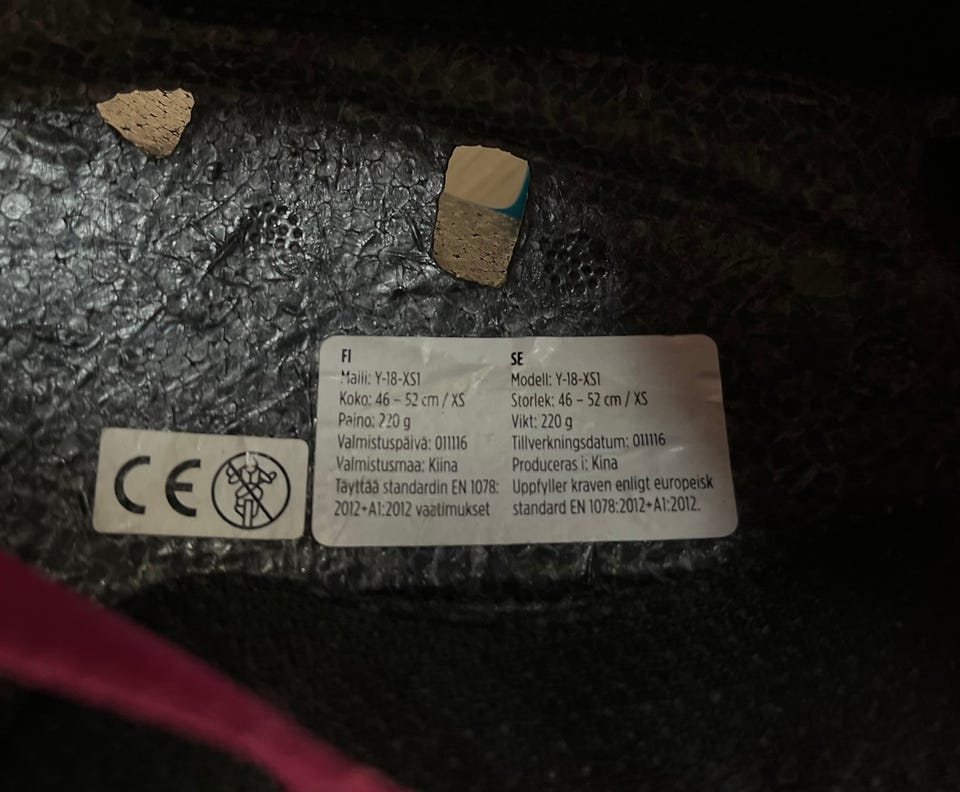 FI
Malli: Y-18-XS1
Koko: 46 – 52 cm / XS
Paino: 220 g
Valmistuspäivä: 011116
Valmistusmaa: Kiina
Täyttää standardin EN 1078:
2012+A1:2012 vaatimukset
SE
Modell: Y-18-XS1
Storlek: 46 – 52 cm / XS
Vikt: 220 g
Tillverkningsdatum: 011116
Produceras i: Kina
Uppfyller kraven enligt europeisk
standard EN 1078:2012+A1:2012.
CE